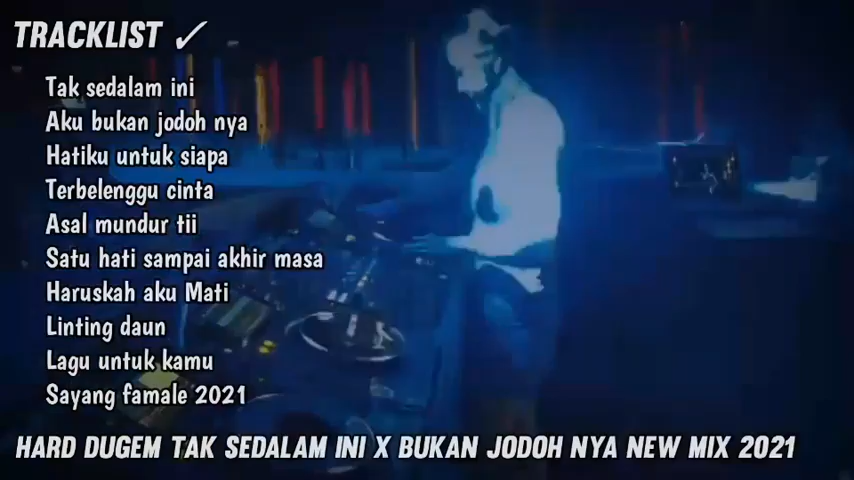 TRACKLIST ✓
Tak sedalam ini
Aku bukan jodoh nya
Hatiku untuk siapa
Terbelenggu cinta
Asal mundur tii
Satu hati sampai akhir masa
Haruskah aku Mati
Linting daun
Lagu untuk kamu
Sayang famale 2021
HARD DUGEM TAK SEDALAM INI X BUKAN JODOH NYA NEW MIX 2021